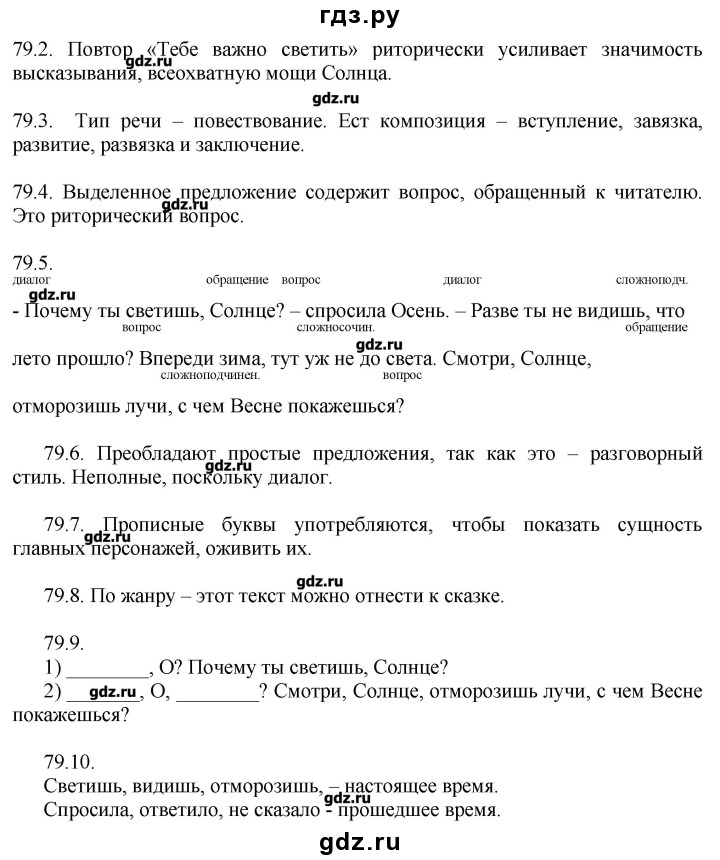 гдз.ру
79.2. Повтор «Тебе важно светить» риторически усиливает значимость
gdz.ru
высказывания, всеохватную мощи Солнца.
gdz.ru
79.3. Тип речи – повествование. Ест композиция – вступление, завязка,
развитие, развязка и заключение.
79.4. Выделенное предложение содержит вопрос, обращенный к читателю.
gdz.ru
Это риторический вопрос.
79.5.
диалог обращение вопрос диалог сложноподч.
gdz.ru
- Почему ты светишь, Солнце? – спросила Осень. – Разве ты не видишь, что
вопрос сложносочин. обращение
gdz.ru
лето прошло? Впереди зима, тут уж не до света. Смотри, Солнце,
сложноподчинен. вопрос
отморозишь лучи, с чем Весне покажешься?
79.6. Преобладают простые предложения, так как это – разговорный
gdz.ru
стиль. Неполные, поскольку диалог.
79.7. Прописные буквы употребляются, чтобы показать сущность
gdz.ru
главных персонажей, оживить их.
gdz.ru
79.8. По жанру – этот текст можно отнести к сказке.
79.9.
1) ________, О? Почему ты светишь, Солнце?
2) _______, О, ________? Смотри, Солнце, отморозишь лучи, с чем Весне
gdz.ru
покажешься?
79.10.
Светишь, видишь, отморозишь, – настоящее время.
gdz.ru
Спросила, ответило, не сказало - прошедшее время.
gdz.ru